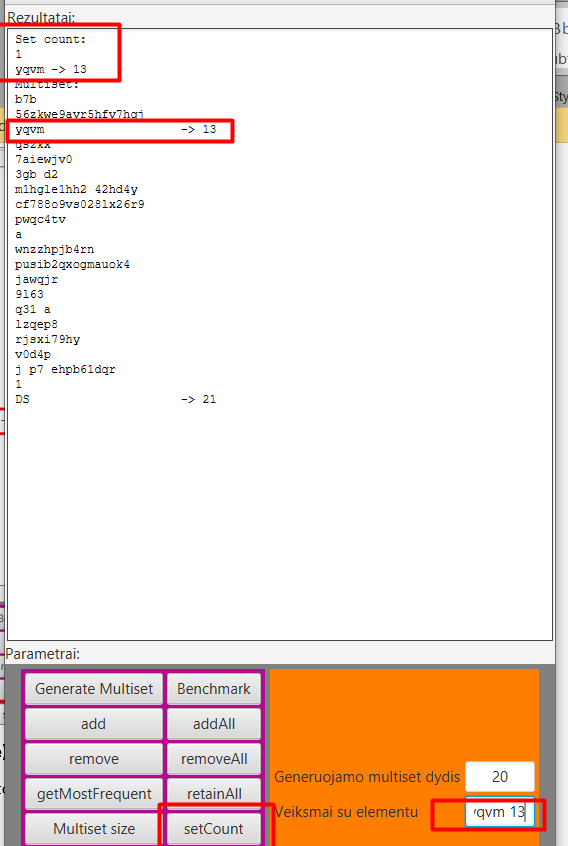 Rezultatai:
Set count:
1
yqvm -> 13
Multiset:
b7b
56zkwe9avr5hfv7hqj
yqvm -> 13
qszxx
7aiewjv0
3gb d2
m1hgle1hh2 42hd4y
cf788o9vs028lx26r9
pwqc4tv
a
wnzzhpjb4rn
pusib2qxogmauok4
jawqjr
9l63
q31 a
lzqep8
rjsxi79hy
v0d4p
j p7 ehpb61dqr
1
DS -> 21
Parametrai:
Generate Multiset Benchmark
add addAll
remove removeAll
getMostFrequent retainAll
Multiset size setCount
Generuojamo multiset dydis 20
Veiksmai su elementu yqvm 13